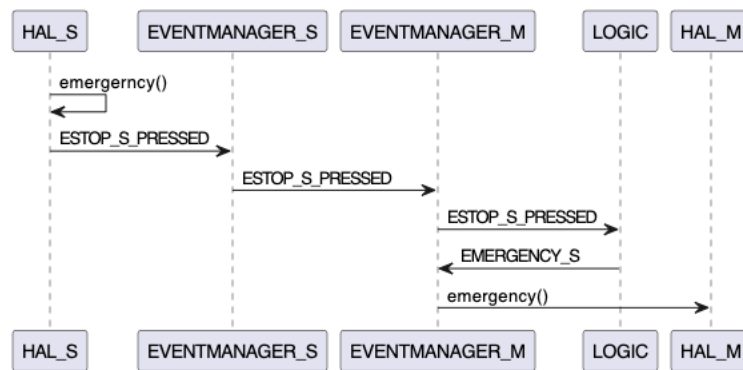 HAL_S EVENTMANAGER_S EVENTMANAGER_M LOGIC HAL_M
emergerncy()
ESTOP_S_PRESSED
ESTOP_S_PRESSED
ESTOP_S_PRESSED
EMERGENCY_S
emergency()
HAL_S EVENTMANAGER_S EVENTMANAGER_M LOGIC HAL_M